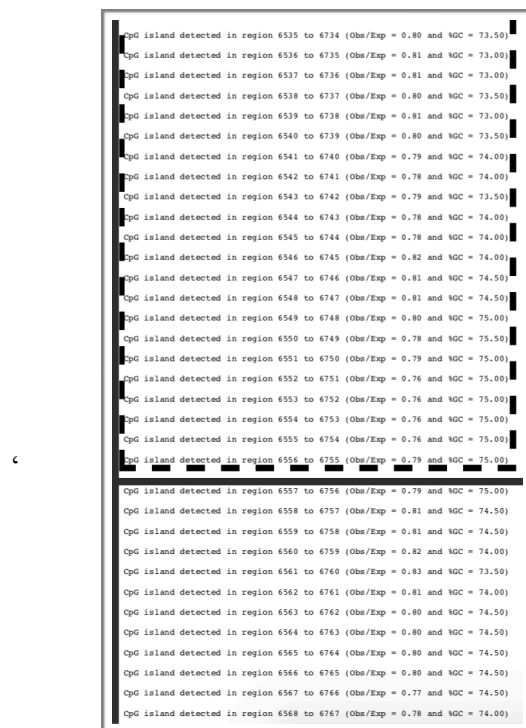 CpG island detected in region 6535 to 6734 (Obs/Exp = 0.80 and %GC = 73.50)
CpG island detected in region 6536 to 6735 (Obs/Exp = 0.81 and %GC = 73.00)
CpG island detected in region 6537 to 6736 (Obs/Exp = 0.81 and %GC = 73.00)
CpG island detected in region 6538 to 6737 (Obs/Exp = 0.80 and %GC = 73.50)
CpG island detected in region 6539 to 6738 (Obs/Exp = 0.81 and %GC = 73.00)
CpG island detected in region 6540 to 6739 (Obs/Exp = 0.80 and %GC = 73.50)
CpG island detected in region 6541 to 6740 (Obs/Exp = 0.79 and %GC = 74.00)
CpG island detected in region 6542 to 6741 (Obs/Exp = 0.78 and %GC = 74.00)
CpG island detected in region 6543 to 6742 (Obs/Exp = 0.79 and %GC = 73.50)
CpG island detected in region 6544 to 6743 (Obs/Exp = 0.78 and %GC = 74.00)
CpG island detected in region 6545 to 6744 (Obs/Exp = 0.78 and %GC = 74.00)
CpG island detected in region 6546 to 6745 (Obs/Exp = 0.82 and %GC = 74.00)
CpG island detected in region 6547 to 6746 (Obs/Exp = 0.81 and %GC = 74.50)
CpG island detected in region 6548 to 6747 (Obs/Exp = 0.81 and %GC = 74.50)
CpG island detected in region 6549 to 6748 (Obs/Exp = 0.80 and %GC = 75.00)
CpG island detected in region 6550 to 6749 (Obs/Exp = 0.78 and %GC = 75.50)
CpG island detected in region 6551 to 6750 (Obs/Exp = 0.79 and %GC = 75.00)
CpG island detected in region 6552 to 6751 (Obs/Exp = 0.76 and %GC = 75.00)
CpG island detected in region 6553 to 6752 (Obs/Exp = 0.76 and %GC = 75.00)
CpG island detected in region 6554 to 6753 (Obs/Exp = 0.76 and %GC = 75.00)
CpG island detected in region 6555 to 6754 (Obs/Exp = 0.76 and %GC = 75.00)
‘ CpG island detected in region 6556 to 6755 (Obs/Exp = 0.79 and %GC = 75.00)
CpG island detected in region 6557 to 6756 (Obs/Exp = 0.79 and %GC = 75.00)
CpG island detected in region 6558 to 6757 (Obs/Exp = 0.81 and %GC = 74.50)
CpG island detected in region 6559 to 6758 (Obs/Exp = 0.81 and %GC = 74.50)
CpG island detected in region 6560 to 6759 (Obs/Exp = 0.82 and %GC = 74.00)
CpG island detected in region 6561 to 6760 (Obs/Exp = 0.83 and %GC = 73.50)
CpG island detected in region 6562 to 6761 (Obs/Exp = 0.81 and %GC = 74.00)
CpG island detected in region 6563 to 6762 (Obs/Exp = 0.80 and %GC = 74.50)
CpG island detected in region 6564 to 6763 (Obs/Exp = 0.80 and %GC = 74.50)
CpG island detected in region 6565 to 6764 (Obs/Exp = 0.80 and %GC = 74.50)
CpG island detected in region 6566 to 6765 (Obs/Exp = 0.80 and %GC = 74.50)
CpG island detected in region 6567 to 6766 (Obs/Exp = 0.77 and %GC = 74.50)
CpG island detected in region 6568 to 6767 (Obs/Exp = 0.78 and %GC = 74.00)